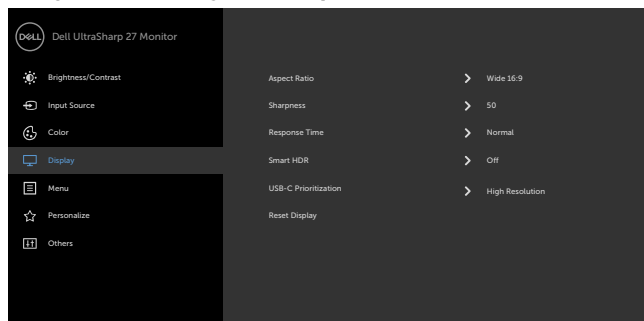 DELL Dell UltraSharp 27 Monitor
Brightness/Contrast
Input Source
Color
Display
Menu
Personalize
Others
Aspect Ratio Wide 16:9
Sharpness 50
Response Time Normal
Smart HDR Off
USB-C Prioritization High Resolution
Reset Display